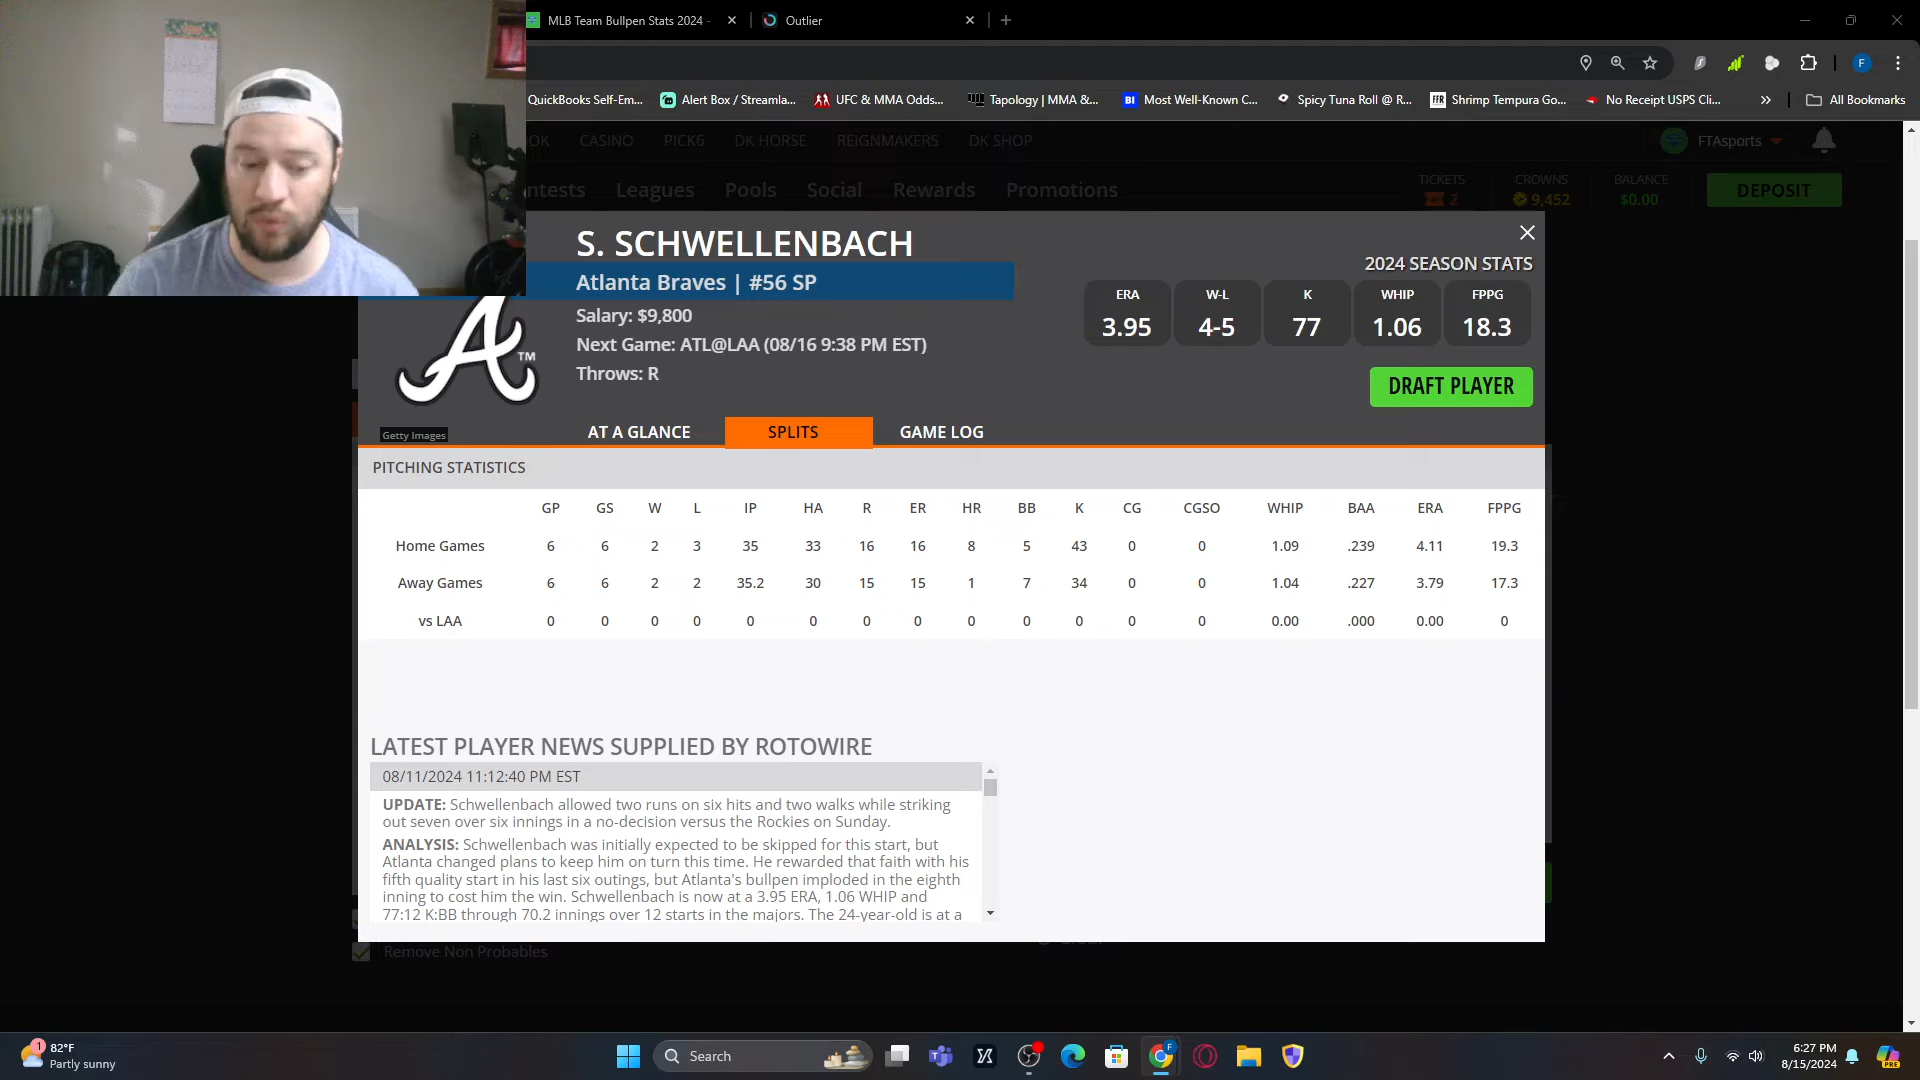 MLB Team Bullpen Stats 2024 -
Outlier
F
QuickBooks Self-Em...
Alert Box / Streamla...
UFC & MMA Odds...
Tapology | MMA &...
BI Most Well-Known C...
Spicy Tuna Roll @ R...
FFR Shrimp Tempura Go...
No Receipt USPS Cli...
All Bookmarks
OK CASINO PICK6 DK HORSE REIGNMAKERS DK SHOP
FTAsports
ntests Leagues Pools Social Rewards Promotions
TICKETS CROWNS BALANCE
2 9,452 $0.00
DEPOSIT
S. SCHWELLENBACH
Atlanta Braves | #56 SP
Salary: $9,800
Next Game: ATL@LAA (08/16 9:38 PM EST)
Throws: R
2024 SEASON STATS
ERA W-L K WHIP FPPG
3.95 4-5 77 1.06 18.3
DRAFT PLAYER
A TM
Getty Images
AT A GLANCE SPLITS GAME LOG
PITCHING STATISTICS
GP GS W L IP HA R ER HR BB K CG CGSO WHIP BAA ERA FPPG
Home Games 6 6 2 3 35 33 16 16 8 5 43 0 0 1.09 .239 4.11 19.3
Away Games 6 6 2 2 35.2 30 15 15 1 7 34 0 0 1.04 .227 3.79 17.3
vs LAA 0 0 0 0 0 0 0 0 0 0 0 0 0 0.00 .000 0.00 0
LATEST PLAYER NEWS SUPPLIED BY ROTOWIRE
08/11/2024 11:12:40 PM EST
UPDATE: Schwellenbach allowed two runs on six hits and two walks while striking
out seven over six innings in a no-decision versus the Rockies on Sunday.
ANALYSIS: Schwellenbach was initially expected to be skipped for this start, but
Atlanta changed plans to keep him on turn this time. He rewarded that faith with his
fifth quality start in his last six outings, but Atlanta's bullpen imploded in the eighth
inning to cost him the win. Schwellenbach is now at a 3.95 ERA, 1.06 WHIP and
77:12 K:BB through 70.2 innings over 12 starts in the majors. The 24-year-old is at a
Remove Non Probables
1
82°F
Partly sunny
Search
F
6:27 PM
8/15/2024
PRE